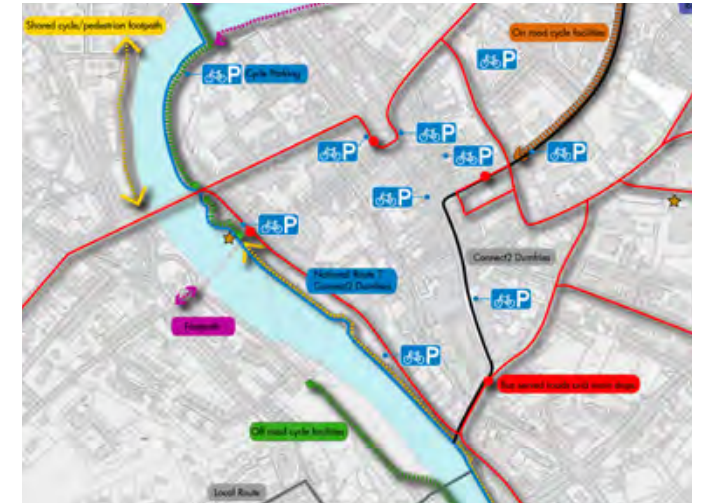 Shared cycle/pedestrian footpath
On road cycle facilities
P
P Cycle Parking
P
P
P
P
P
P
National Route 7
Connect2 Dumfries
Connect2 Dumfries
P
Footpath
P
Bus served roads with main stops
Off road cycle facilities
Local Route